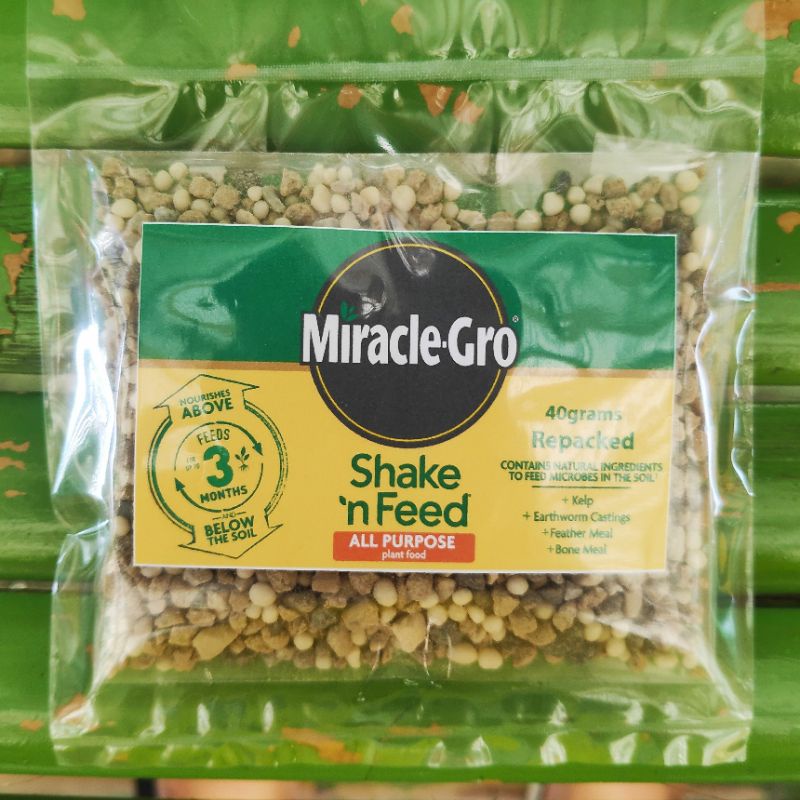 Miracle-Gro®
NOURISHES
ABOVE
FEEDS
FOR
UP TO
3
MONTHS
AND
BELOW
THE SOIL
Shake
'n Feed
ALL PURPOSE
plant food
40grams
Repacked
CONTAINS NATURAL INGREDIENTS
TO FEED MICROBES IN THE SOIL
+ Kelp
+ Earthworm Castings
+ Feather Meal
+ Bone Meal